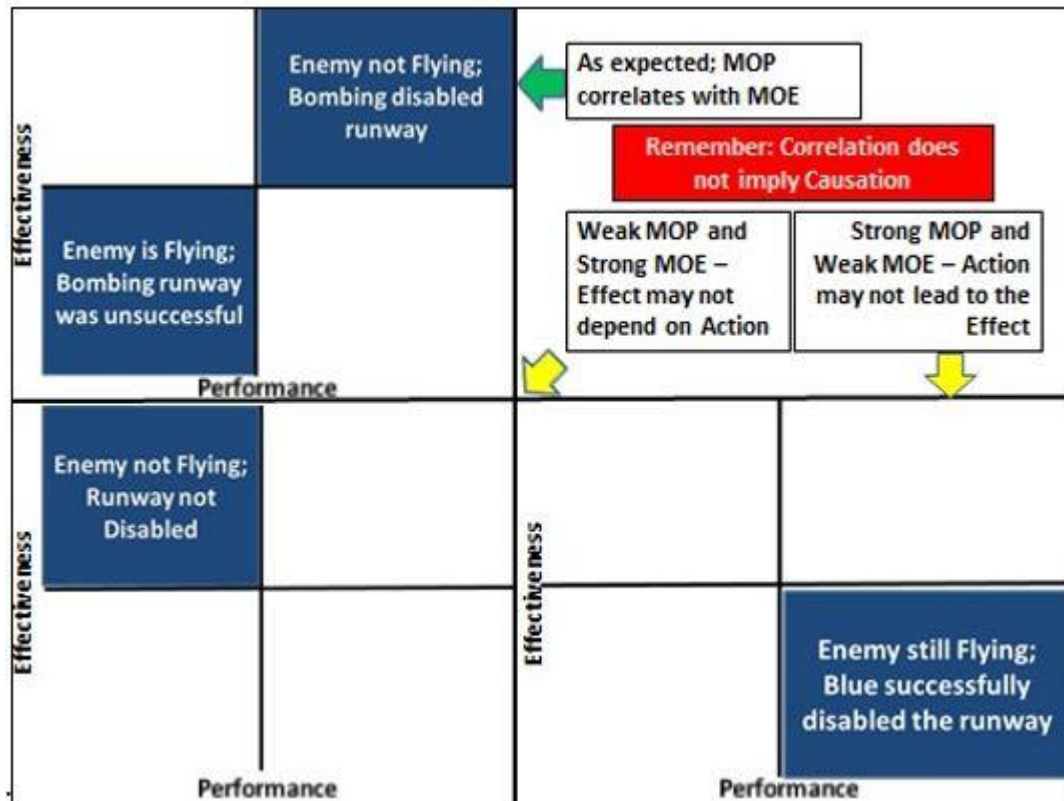 Enemy not Flying;
Bombing disabled
runway
As expected; MOP
correlates with MOE
Remember: Correlation does
not imply Causation
Effectiveness
Enemy is Flying;
Bombing runway
was unsuccessful
Weak MOP and
Strong MOE –
Effect may not
depend on Action
Strong MOP and
Weak MOE – Action
may not lead to the
Effect
Performance
Enemy not Flying;
Runway not
Disabled
Effectiveness
Performance
Effectiveness
Enemy still Flying;
Blue successfully
disabled the runway
Performance